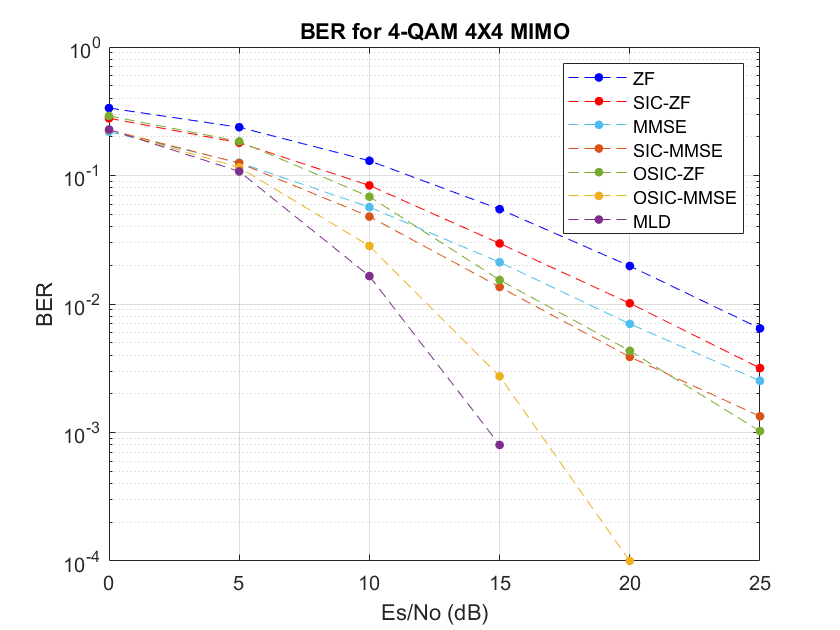 BER for 4-QAM 4X4 MIMO
10^0
10^-1
10^-2
10^-3
10^-4
BER
ZF
SIC-ZF
MMSE
SIC-MMSE
OSIC-ZF
OSIC-MMSE
MLD
0 5 10 15 20 25
Es/No (dB)